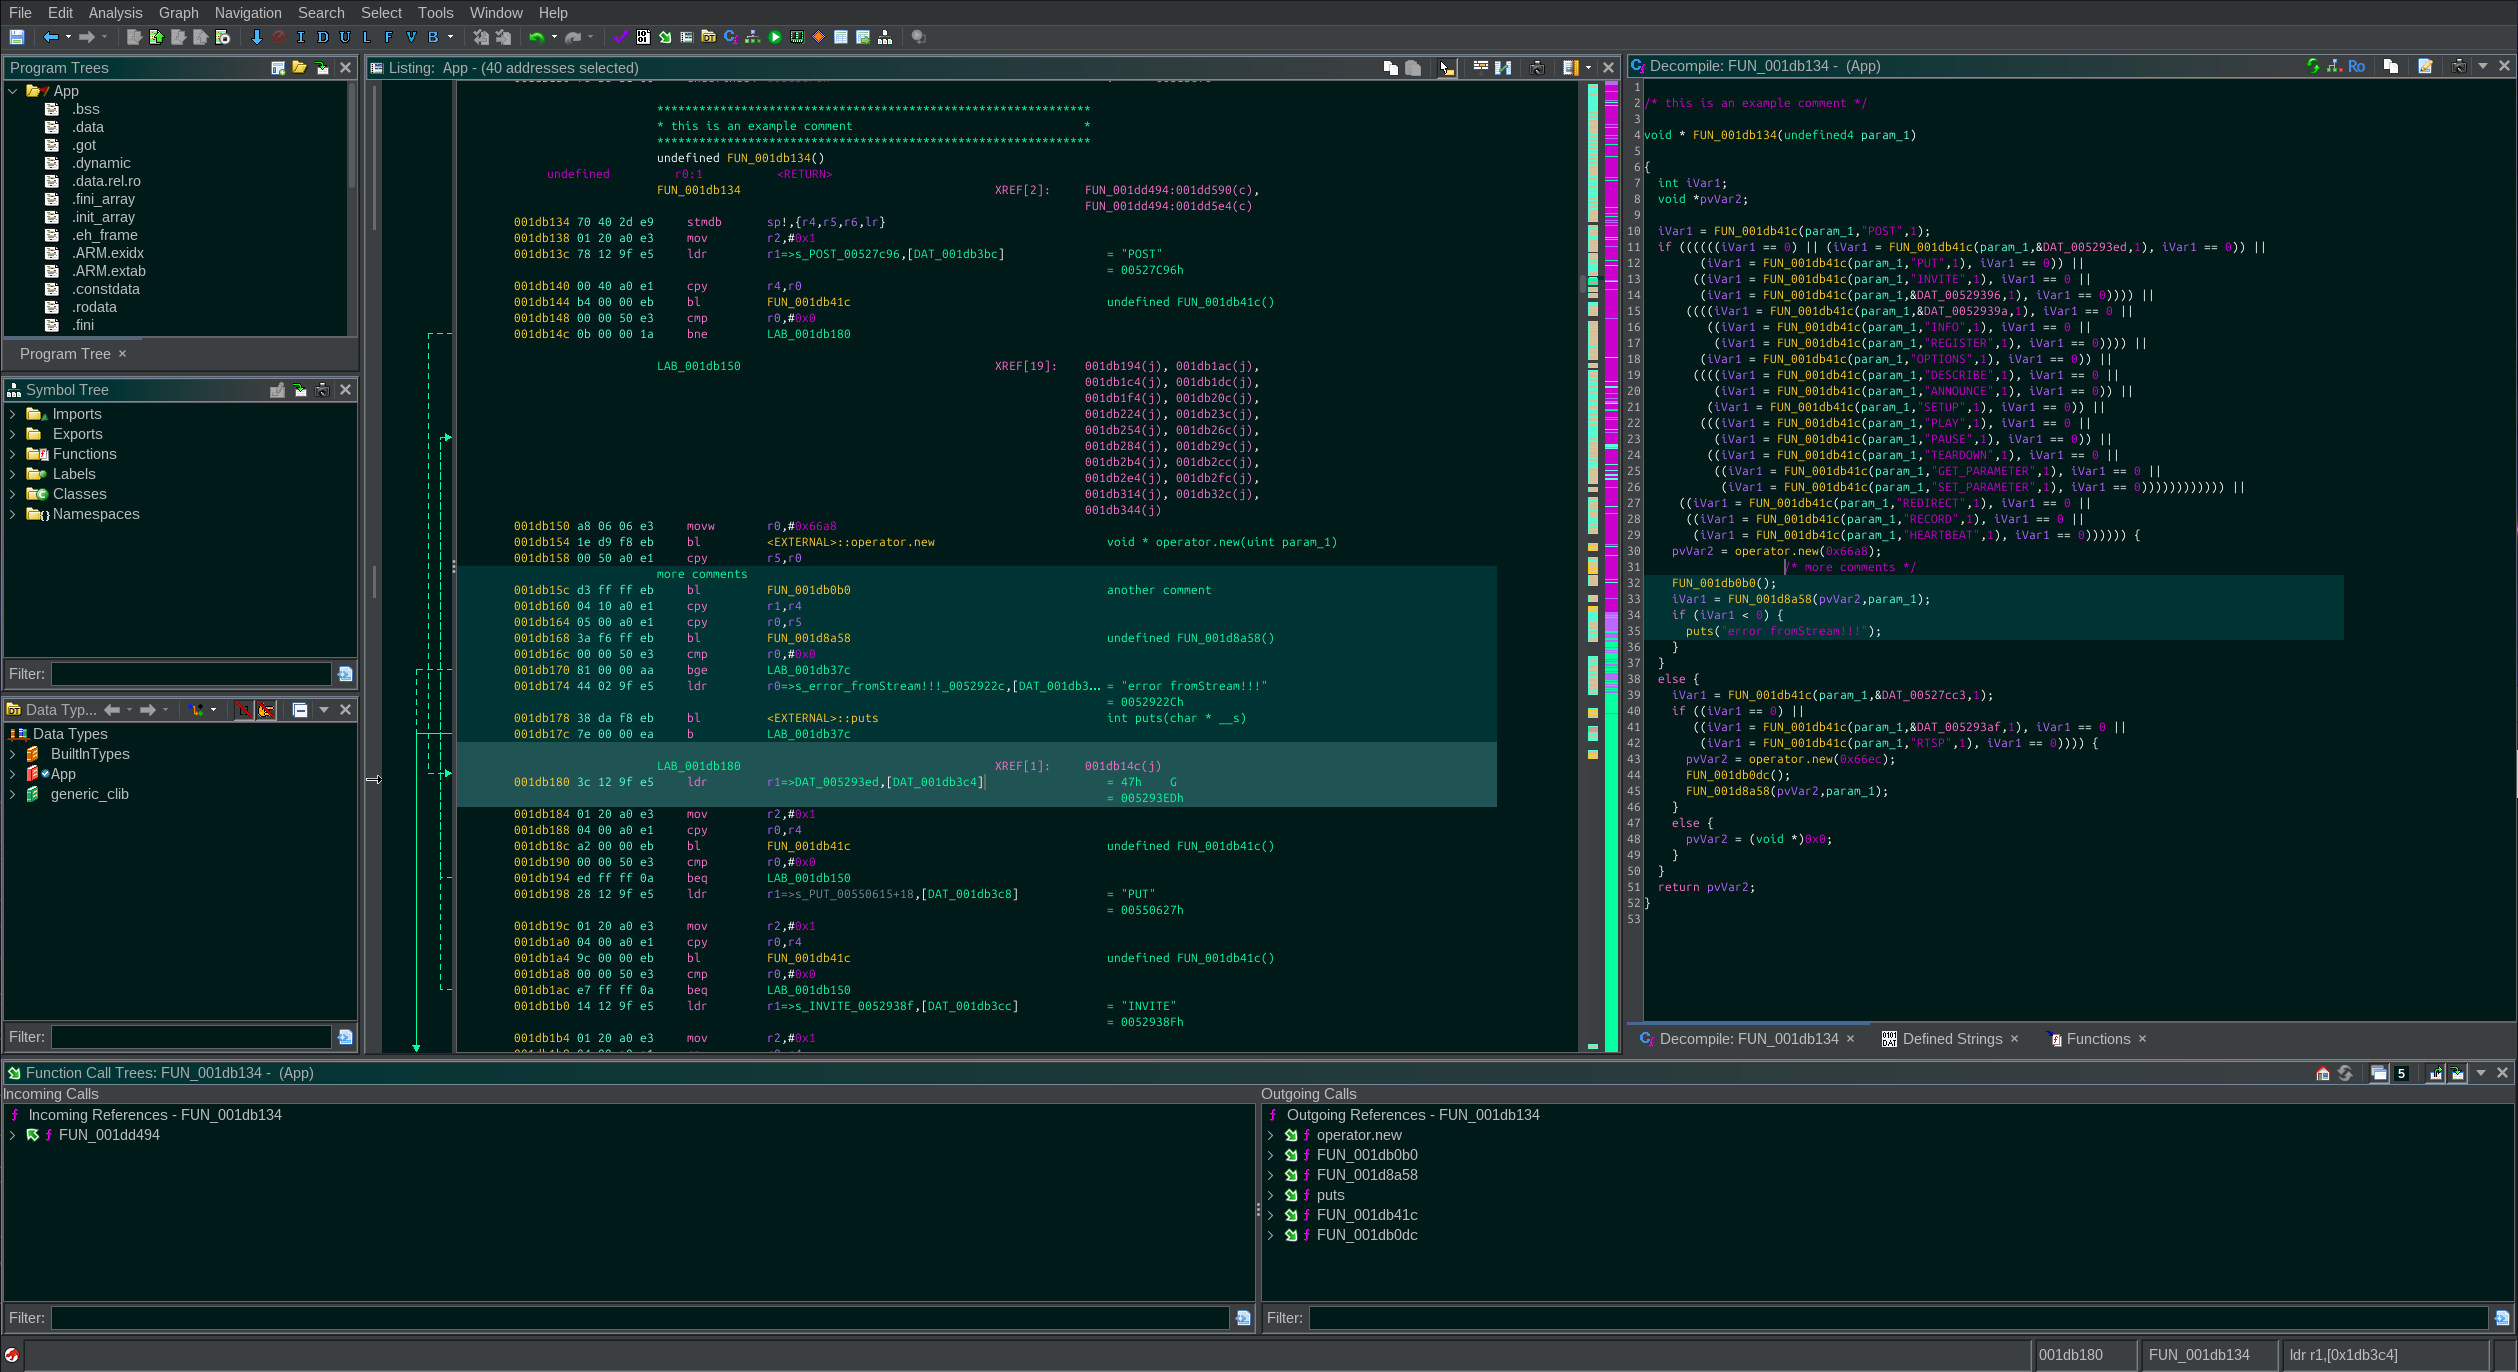 File Edit Analysis Graph Navigation Search Select Tools Window Help
I D U L F V B
Program Trees
App
.bss
.data
.got
.dynamic
.data.rel.ro
.fini_array
.init_array
.eh_frame
.ARM.exidx
.ARM.extab
.constdata
.rodata
.fini
Program Tree ×
Symbol Tree
Imports
Exports
Functions
Labels
Classes
Namespaces
Filter:
Data Typ...
Data Types
BuiltInTypes
App
generic_clib
Filter:
Listing: App - (40 addresses selected)
**************************************************************
* this is an example comment *
**************************************************************
undefined FUN_001db134()
undefined r0:1 <RETURN>
FUN_001db134 XREF[2]: FUN_001dd494:001dd590(c),
FUN_001dd494:001dd5e4(c)
001db134 70 40 2d e9 stmdb sp!,{r4,r5,r6,lr}
001db138 01 20 a0 e3 mov r2,#0x1
001db13c 78 12 9f e5 ldr r1=>s_POST_00527c96,[DAT_001db3bc] = "POST"
= 00527C96h
001db140 00 40 a0 e1 cpy r4,r0
001db144 b4 00 00 eb bl FUN_001db41c undefined FUN_001db41c()
001db148 00 00 50 e3 cmp r0,#0x0
001db14c 0b 00 00 1a bne LAB_001db180
LAB_001db150 XREF[19]: 001db194(j), 001db1ac(j),
001db1c4(j), 001db1dc(j),
001db1f4(j), 001db20c(j),
001db224(j), 001db23c(j),
001db254(j), 001db26c(j),
001db284(j), 001db29c(j),
001db2b4(j), 001db2cc(j),
001db2e4(j), 001db2fc(j),
001db314(j), 001db32c(j),
001db344(j)
001db150 a8 06 06 e3 movw r0,#0x66a8
001db154 1e d9 f8 eb bl <EXTERNAL>::operator.new void * operator.new(uint param_1)
001db158 00 50 a0 e1 cpy r5,r0
more comments
001db15c d3 ff ff eb bl FUN_001db0b0 another comment
001db160 04 10 a0 e1 cpy r1,r4
001db164 05 00 a0 e1 cpy r0,r5
001db168 3a f6 ff eb bl FUN_001d8a58 undefined FUN_001d8a58()
001db16c 00 00 50 e3 cmp r0,#0x0
001db170 81 00 00 aa bge LAB_001db37c
001db174 44 02 9f e5 ldr r0=>s_error_fromStream!!!_0052922c,[DAT_001db3... = "error fromStream!!!"
= 0052922Ch
001db178 38 da f8 eb bl <EXTERNAL>::puts int puts(char * __s)
001db17c 7e 00 00 ea b LAB_001db37c
LAB_001db180 XREF[1]: 001db14c(j)
001db180 3c 12 9f e5 ldr r1=>DAT_005293ed,[DAT_001db3c4] = 47h G
= 005293EDh
001db184 01 20 a0 e3 mov r2,#0x1
001db188 04 00 a0 e1 cpy r0,r4
001db18c a2 00 00 eb bl FUN_001db41c undefined FUN_001db41c()
001db190 00 00 50 e3 cmp r0,#0x0
001db194 ed ff ff 0a beq LAB_001db150
001db198 28 12 9f e5 ldr r1=>s_PUT_00550615+18,[DAT_001db3c8] = "PUT"
= 00550627h
001db19c 01 20 a0 e3 mov r2,#0x1
001db1a0 04 00 a0 e1 cpy r0,r4
001db1a4 9c 00 00 eb bl FUN_001db41c undefined FUN_001db41c()
001db1a8 00 00 50 e3 cmp r0,#0x0
001db1ac e7 ff ff 0a beq LAB_001db150
001db1b0 14 12 9f e5 ldr r1=>s_INVITE_0052938f,[DAT_001db3cc] = "INVITE"
= 0052938Fh
001db1b4 01 20 a0 e3 mov r2,#0x1
Decompile: FUN_001db134 - (App)
Ro
1
2 /* this is an example comment */
3
4 void * FUN_001db134(undefined4 param_1)
5
6 {
7 int iVar1;
8 void *pvVar2;
9
10 iVar1 = FUN_001db41c(param_1,"POST",1);
11 if ((((((iVar1 == 0) || (iVar1 = FUN_001db41c(param_1,&DAT_005293ed,1), iVar1 == 0)) ||
12 (iVar1 = FUN_001db41c(param_1,"PUT",1), iVar1 == 0)) ||
13 ((iVar1 = FUN_001db41c(param_1,"INVITE",1), iVar1 == 0 ||
14 (iVar1 = FUN_001db41c(param_1,&DAT_00529396,1), iVar1 == 0)))) ||
15 ((((iVar1 = FUN_001db41c(param_1,&DAT_0052939a,1), iVar1 == 0 ||
16 ((iVar1 = FUN_001db41c(param_1,"INFO",1), iVar1 == 0 ||
17 (iVar1 = FUN_001db41c(param_1,"REGISTER",1), iVar1 == 0)))) ||
18 (iVar1 = FUN_001db41c(param_1,"OPTIONS",1), iVar1 == 0)) ||
19 ((((iVar1 = FUN_001db41c(param_1,"DESCRIBE",1), iVar1 == 0 ||
20 (iVar1 = FUN_001db41c(param_1,"ANNOUNCE",1), iVar1 == 0)) ||
21 (iVar1 = FUN_001db41c(param_1,"SETUP",1), iVar1 == 0)) ||
22 (((iVar1 = FUN_001db41c(param_1,"PLAY",1), iVar1 == 0 ||
23 (iVar1 = FUN_001db41c(param_1,"PAUSE",1), iVar1 == 0)) ||
24 ((iVar1 = FUN_001db41c(param_1,"TEARDOWN",1), iVar1 == 0 ||
25 ((iVar1 = FUN_001db41c(param_1,"GET_PARAMETER",1), iVar1 == 0 ||
26 (iVar1 = FUN_001db41c(param_1,"SET_PARAMETER",1), iVar1 == 0)))))))))))) ||
27 ((iVar1 = FUN_001db41c(param_1,"REDIRECT",1), iVar1 == 0 ||
28 ((iVar1 = FUN_001db41c(param_1,"RECORD",1), iVar1 == 0 ||
29 (iVar1 = FUN_001db41c(param_1,"HEARTBEAT",1), iVar1 == 0)))))) {
30 pvVar2 = operator.new(0x66a8);
31 /* more comments */
32 FUN_001db0b0();
33 iVar1 = FUN_001d8a58(pvVar2,param_1);
34 if (iVar1 < 0) {
35 puts("error fromStream!!!");
36 }
37 }
38 else {
39 iVar1 = FUN_001db41c(param_1,&DAT_00527cc3,1);
40 if ((iVar1 == 0) ||
41 ((iVar1 = FUN_001db41c(param_1,&DAT_005293af,1), iVar1 == 0 ||
42 (iVar1 = FUN_001db41c(param_1,"RTSP",1), iVar1 == 0)))) {
43 pvVar2 = operator.new(0x66ec);
44 FUN_001db0dc();
45 FUN_001d8a58(pvVar2,param_1);
46 }
47 else {
48 pvVar2 = (void *)0x0;
49 }
50 }
51 return pvVar2;
52 }
53
Decompile: FUN_001db134 × Defined Strings × Functions ×
Function Call Trees: FUN_001db134 - (App)
5
Incoming Calls
Incoming References - FUN_001db134
FUN_001dd494
Filter:
Outgoing Calls
Outgoing References - FUN_001db134
operator.new
FUN_001db0b0
FUN_001d8a58
puts
FUN_001db41c
FUN_001db0dc
Filter:
001db180 FUN_001db134 ldr r1,[0x1db3c4]